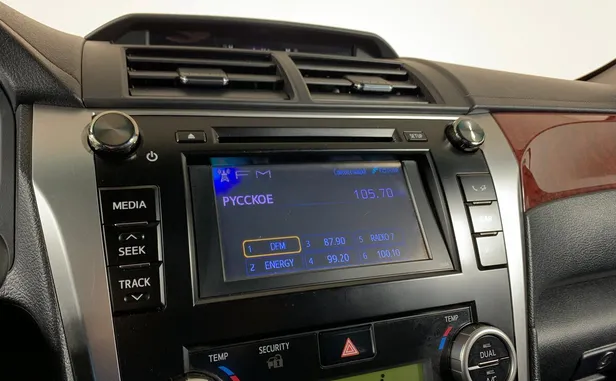 SETUP
FM
РУССКОЕ 105.70
1 DEM 3 87.90 5 RADIO 7
2 ENERGY 4 99.20 6 100.10
MEDIA
SEEK
TRACK
TEMP
SECURITY
TEMP
DUAL